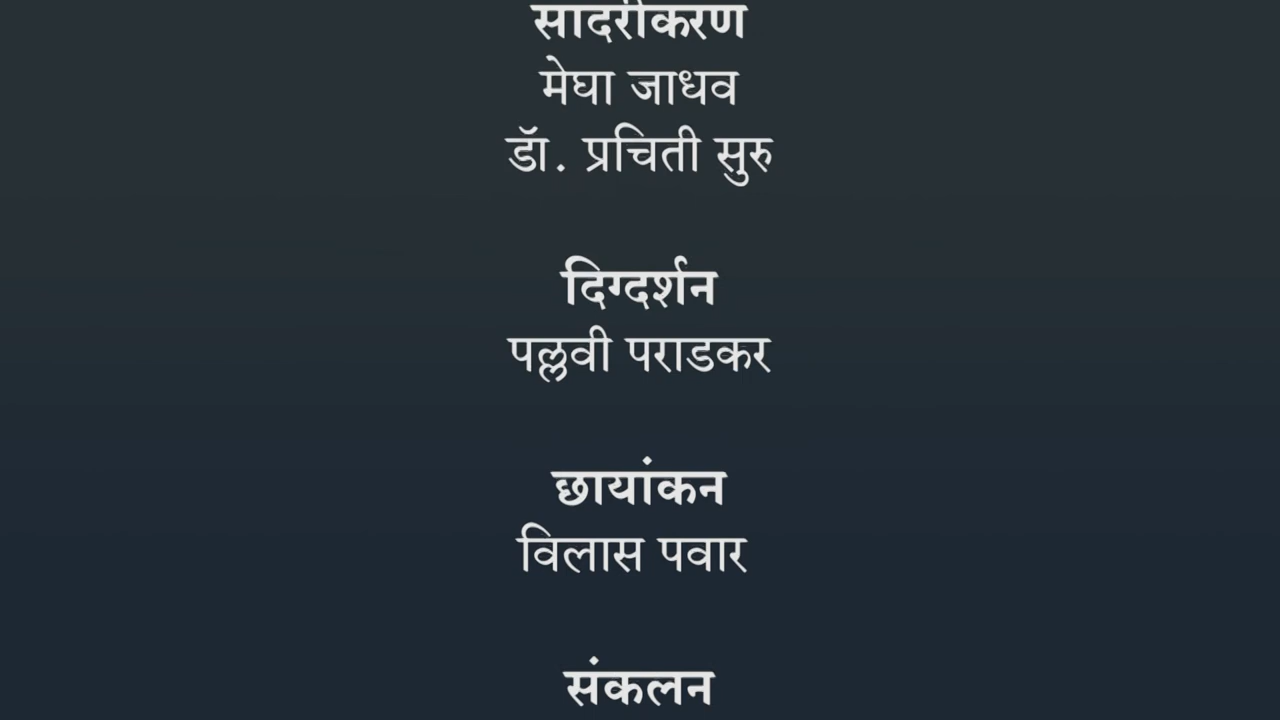 सादरीकरण
मेघा जाधव
डॉ. प्रचिती सुरु
दिग्दर्शन
पल्लवी पराडकर
छायांकन
विलास पवार
संकलन